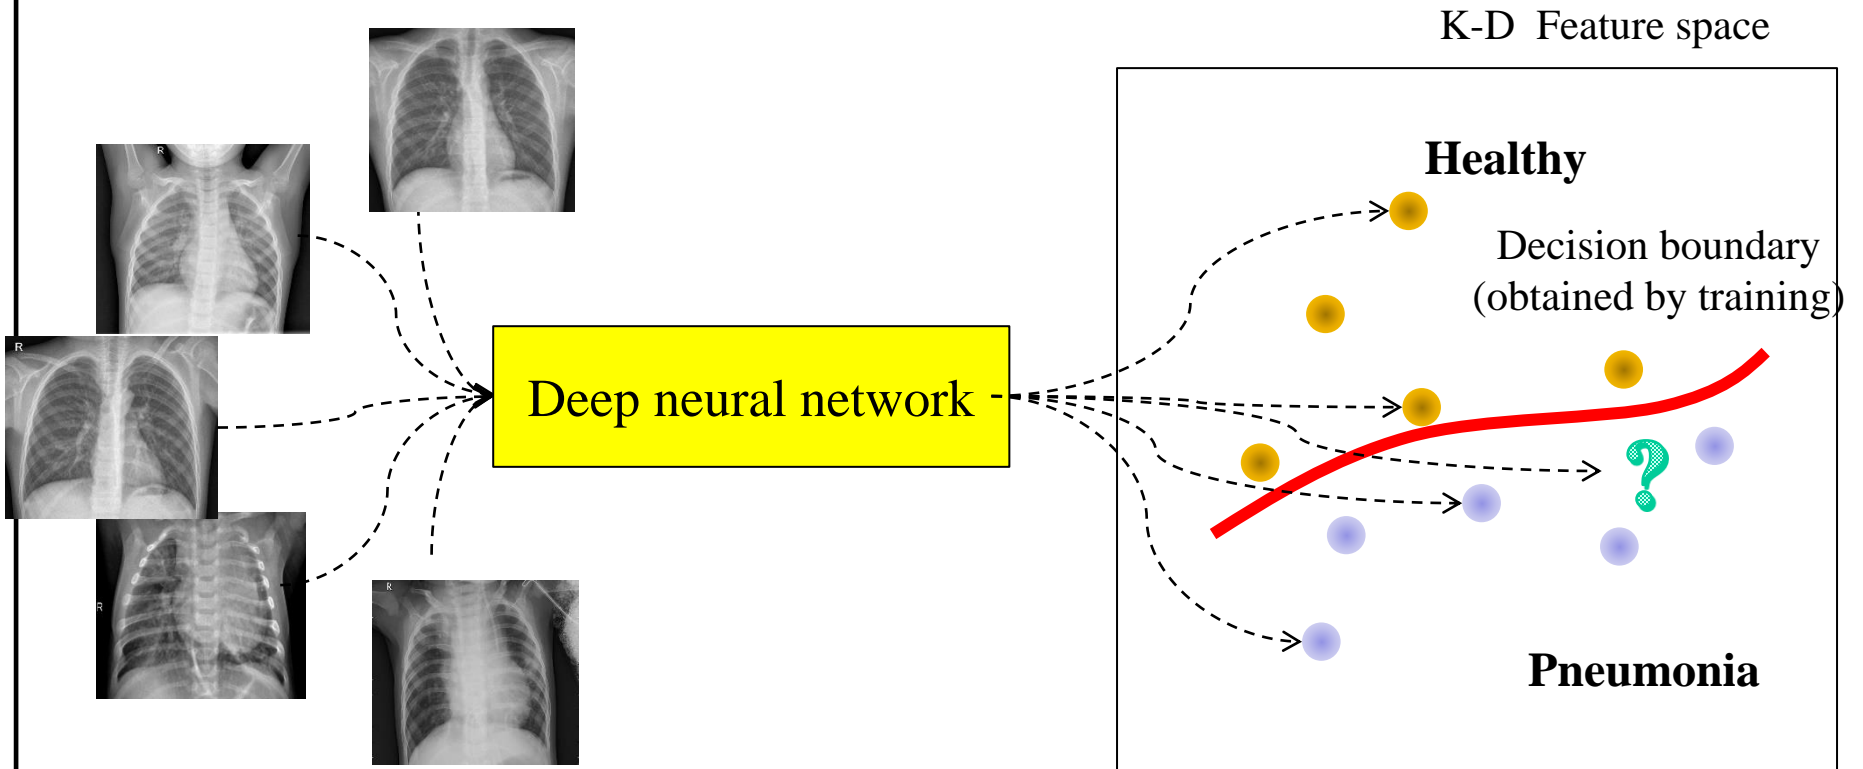 K-D Feature space
Healthy
Decision boundary
(obtained by training)
Deep neural network
?
Pneumonia
R
R
R
R